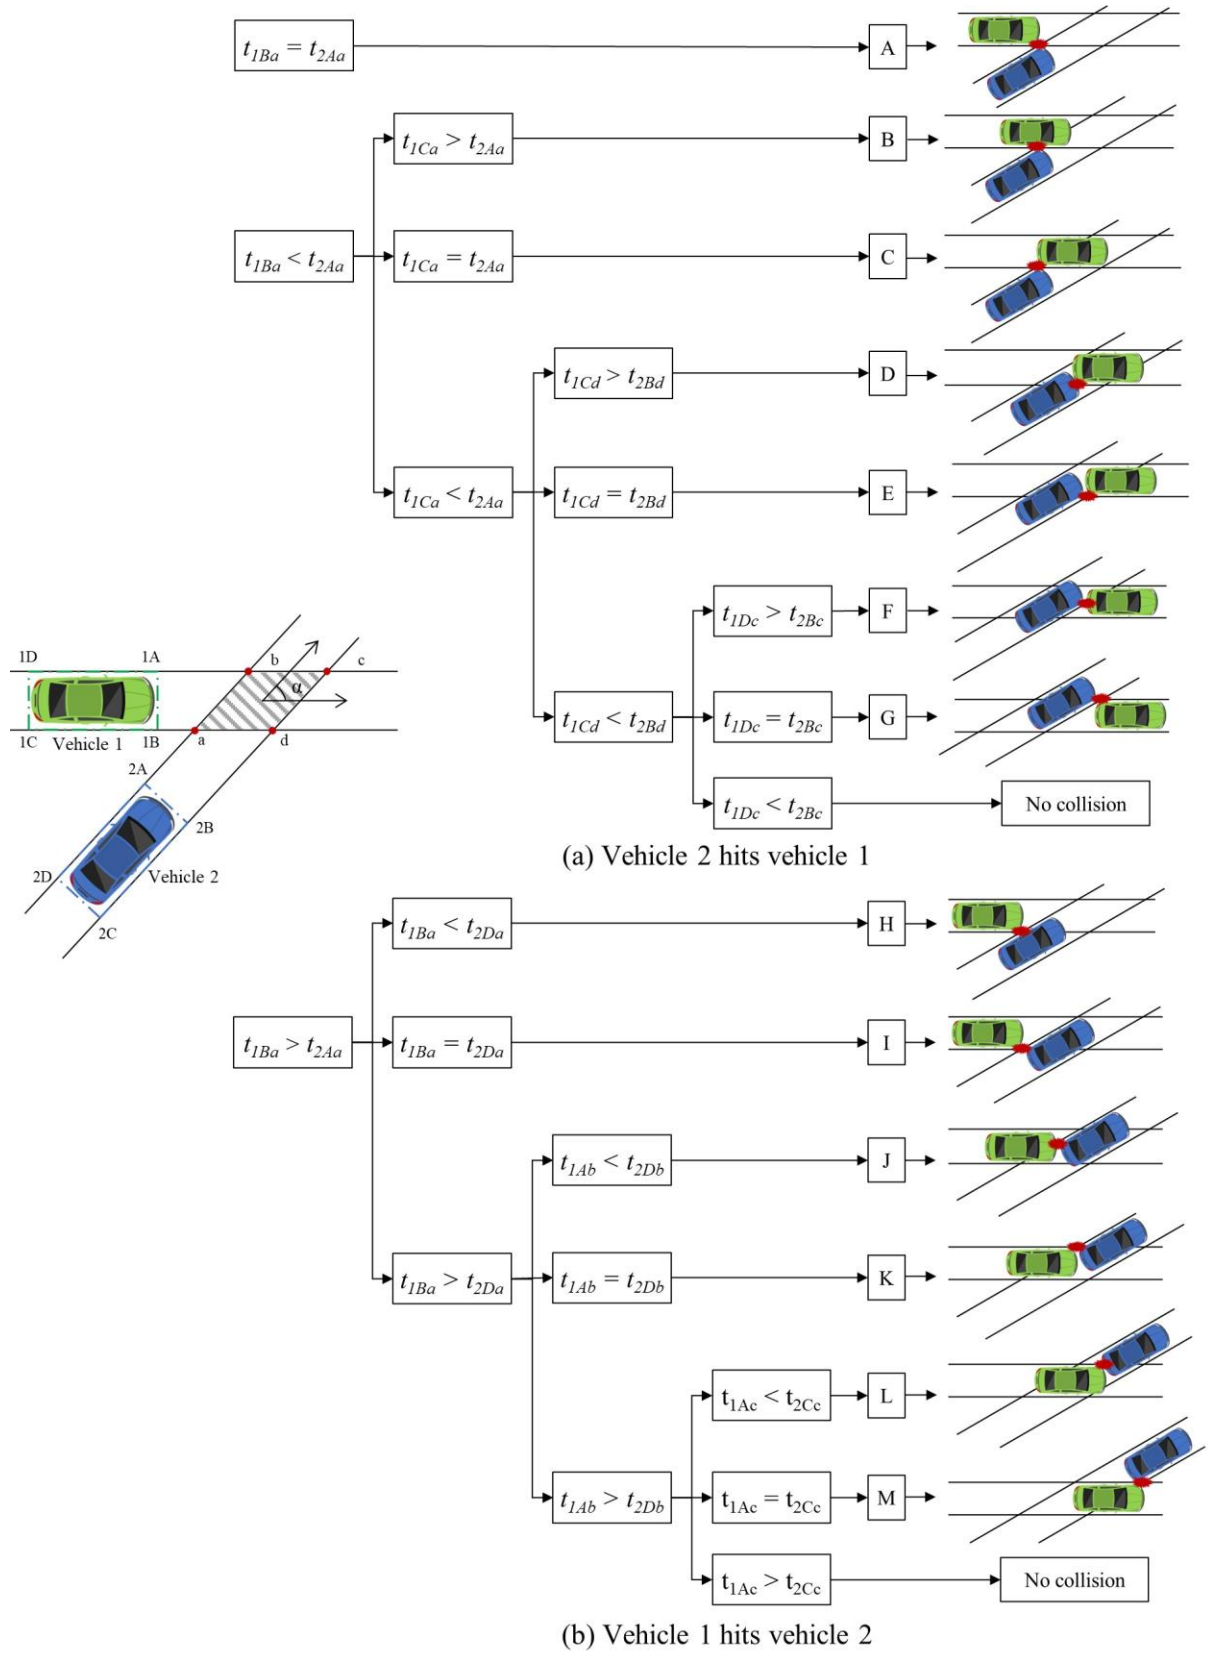 t1Ba = t2Aa
A
t1Ca > t2Aa
B
t1Ba < t2Aa
t1Ca = t2Aa
C
t1Cd > t2Bd
D
t1Ca < t2Aa
t1Cd = t2Bd
E
t1Dc > t2Bc
F
t1Cd < t2Bd
t1Dc = t2Bc
G
t1Dc < t2Bc
No collision
1D
1A
b
c
α
1C
Vehicle 1
1B
a
d
2A
2B
2D
Vehicle 2
2C
(a) Vehicle 2 hits vehicle 1
t1Ba < t2Da
H
t1Ba > t2Aa
t1Ba = t2Da
I
t1Ab < t2Db
J
t1Ba > t2Da
t1Ab = t2Db
K
t1Ac < t2Cc
L
t1Ab > t2Db
t1Ac = t2Cc
M
t1Ac > t2Cc
No collision
(b) Vehicle 1 hits vehicle 2